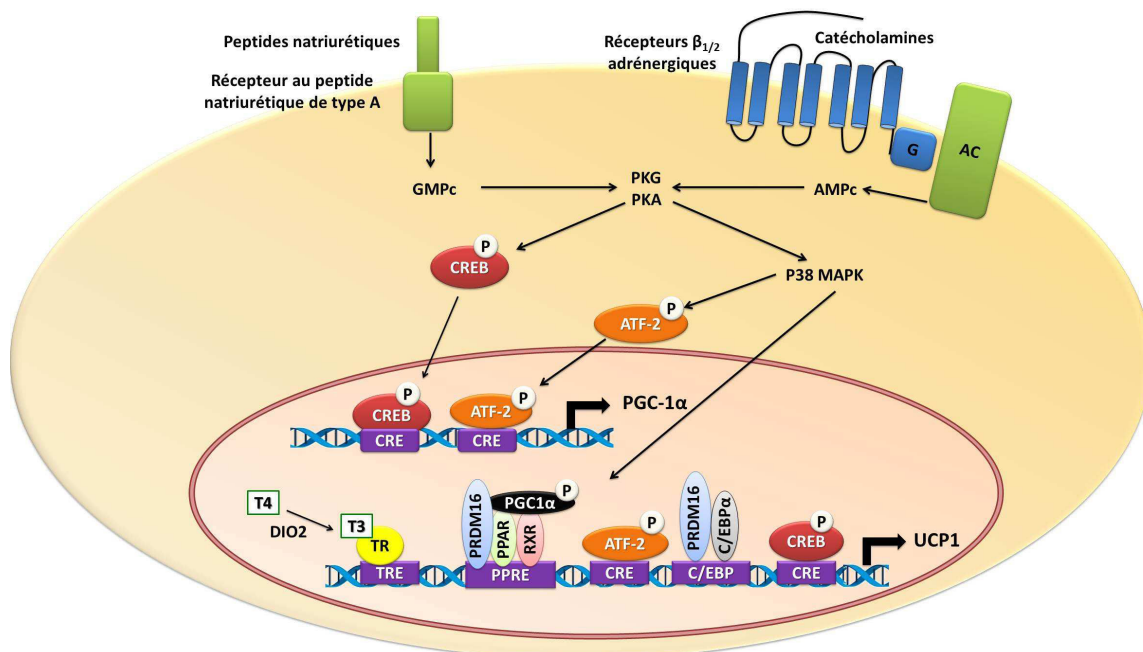 Peptides natriurétiques
Récepteur au peptide
natriurétique de type A
Récepteurs β1/2
adrénergiques
Catécholamines
G
AC
GMPc
PKG
PKA
AMPc
P
CREB
P38 MAPK
P
ATF-2
P
CREB
CRE
P
ATF-2
CRE
PGC-1α
T4
DIO2
T3
TR
TRE
PRDM16
PGC1α
P
PPAR
RXR
PPRE
P
ATF-2
CRE
PRDM16
C/EBPα
C/EBP
P
CREB
CRE
UCP1